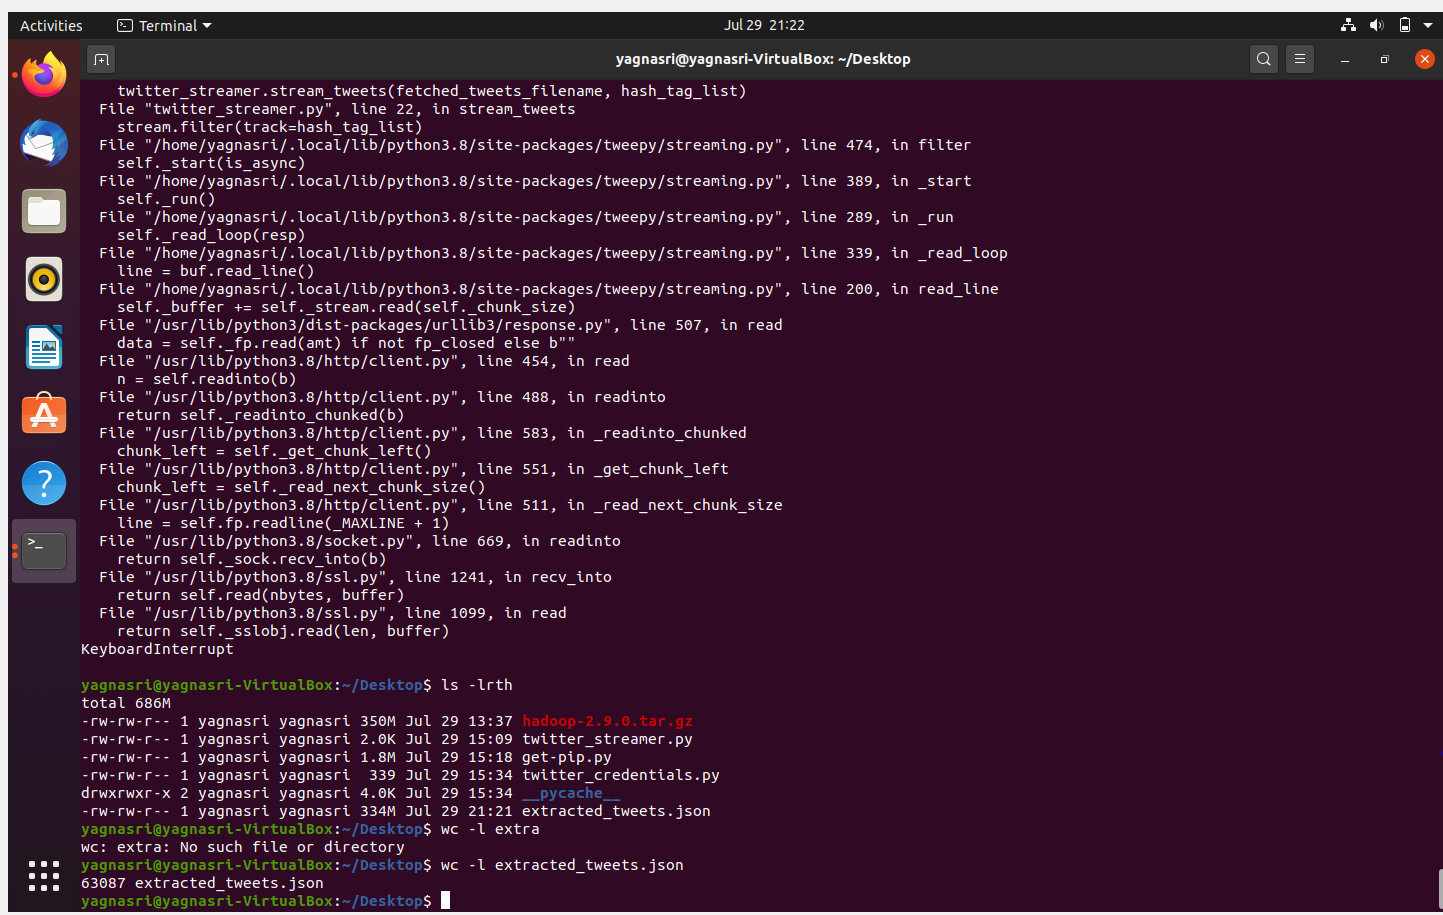 Activities
Terminal
Jul 29 21:22
yagnasri@yagnasri-VirtualBox: ~/Desktop
    twitter_streamer.stream_tweets(fetched_tweets_filename, hash_tag_list)
  File "twitter_streamer.py", line 22, in stream_tweets
    stream.filter(track=hash_tag_list)
  File "/home/yagnasri/.local/lib/python3.8/site-packages/tweepy/streaming.py", line 474, in filter
    self._start(is_async)
  File "/home/yagnasri/.local/lib/python3.8/site-packages/tweepy/streaming.py", line 389, in _start
    self._run()
  File "/home/yagnasri/.local/lib/python3.8/site-packages/tweepy/streaming.py", line 289, in _run
    self._read_loop(resp)
  File "/home/yagnasri/.local/lib/python3.8/site-packages/tweepy/streaming.py", line 339, in _read_loop
    line = buf.read_line()
  File "/home/yagnasri/.local/lib/python3.8/site-packages/tweepy/streaming.py", line 200, in read_line
    self._buffer += self._stream.read(self._chunk_size)
  File "/usr/lib/python3/dist-packages/urllib3/response.py", line 507, in read
    data = self._fp.read(amt) if not fp_closed else b""
  File "/usr/lib/python3.8/http/client.py", line 454, in read
    n = self.readinto(b)
  File "/usr/lib/python3.8/http/client.py", line 488, in readinto
    return self._readinto_chunked(b)
  File "/usr/lib/python3.8/http/client.py", line 583, in _readinto_chunked
    chunk_left = self._get_chunk_left()
  File "/usr/lib/python3.8/http/client.py", line 551, in _get_chunk_left
    chunk_left = self._read_next_chunk_size()
  File "/usr/lib/python3.8/http/client.py", line 511, in _read_next_chunk_size
    line = self.fp.readline(_MAXLINE + 1)
  File "/usr/lib/python3.8/socket.py", line 669, in readinto
    return self._sock.recv_into(b)
  File "/usr/lib/python3.8/ssl.py", line 1241, in recv_into
    return self.read(nbytes, buffer)
  File "/usr/lib/python3.8/ssl.py", line 1099, in read
    return self._sslobj.read(len, buffer)
KeyboardInterrupt
yagnasri@yagnasri-VirtualBox:~/Desktop$ ls -lrth
total 686M
-rw-rw-r-- 1 yagnasri yagnasri 350M Jul 29 13:37 hadoop-2.9.0.tar.gz
-rw-rw-r-- 1 yagnasri yagnasri 2.0K Jul 29 15:09 twitter_streamer.py
-rw-rw-r-- 1 yagnasri yagnasri 1.8M Jul 29 15:18 get-pip.py
-rw-rw-r-- 1 yagnasri yagnasri  339 Jul 29 15:34 twitter_credentials.py
drwxrwxr-x 2 yagnasri yagnasri 4.0K Jul 29 15:34 __pycache__
-rw-rw-r-- 1 yagnasri yagnasri 334M Jul 29 21:21 extracted_tweets.json
yagnasri@yagnasri-VirtualBox:~/Desktop$ wc -l extra
wc: extra: No such file or directory
yagnasri@yagnasri-VirtualBox:~/Desktop$ wc -l extracted_tweets.json
63087 extracted_tweets.json
yagnasri@yagnasri-VirtualBox:~/Desktop$